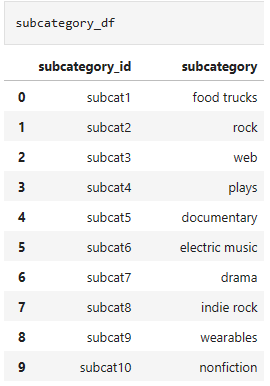 subcategory_df
subcategory_id subcategory
0 subcat1 food trucks
1 subcat2 rock
2 subcat3 web
3 subcat4 plays
4 subcat5 documentary
5 subcat6 electric music
6 subcat7 drama
7 subcat8 indie rock
8 subcat9 wearables
9 subcat10 nonfiction